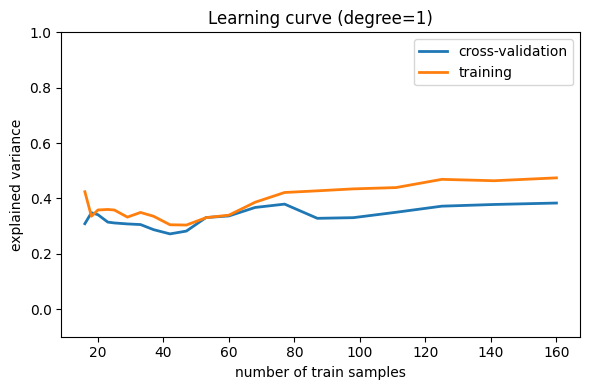 Learning curve (degree=1)
1.0
0.8
0.6
0.4
0.2
0.0
explained variance
cross-validation
training
20 40 60 80 100 120 140 160
number of train samples